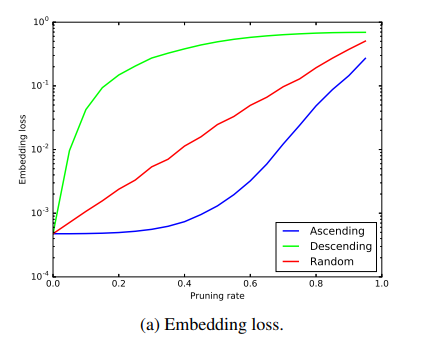 10^0
10^-1
10^-2
10^-3
10^-4
Embedding loss
0.0 0.2 0.4 0.6 0.8 1.0
Pruning rate
Ascending
Descending
Random
(a) Embedding loss.